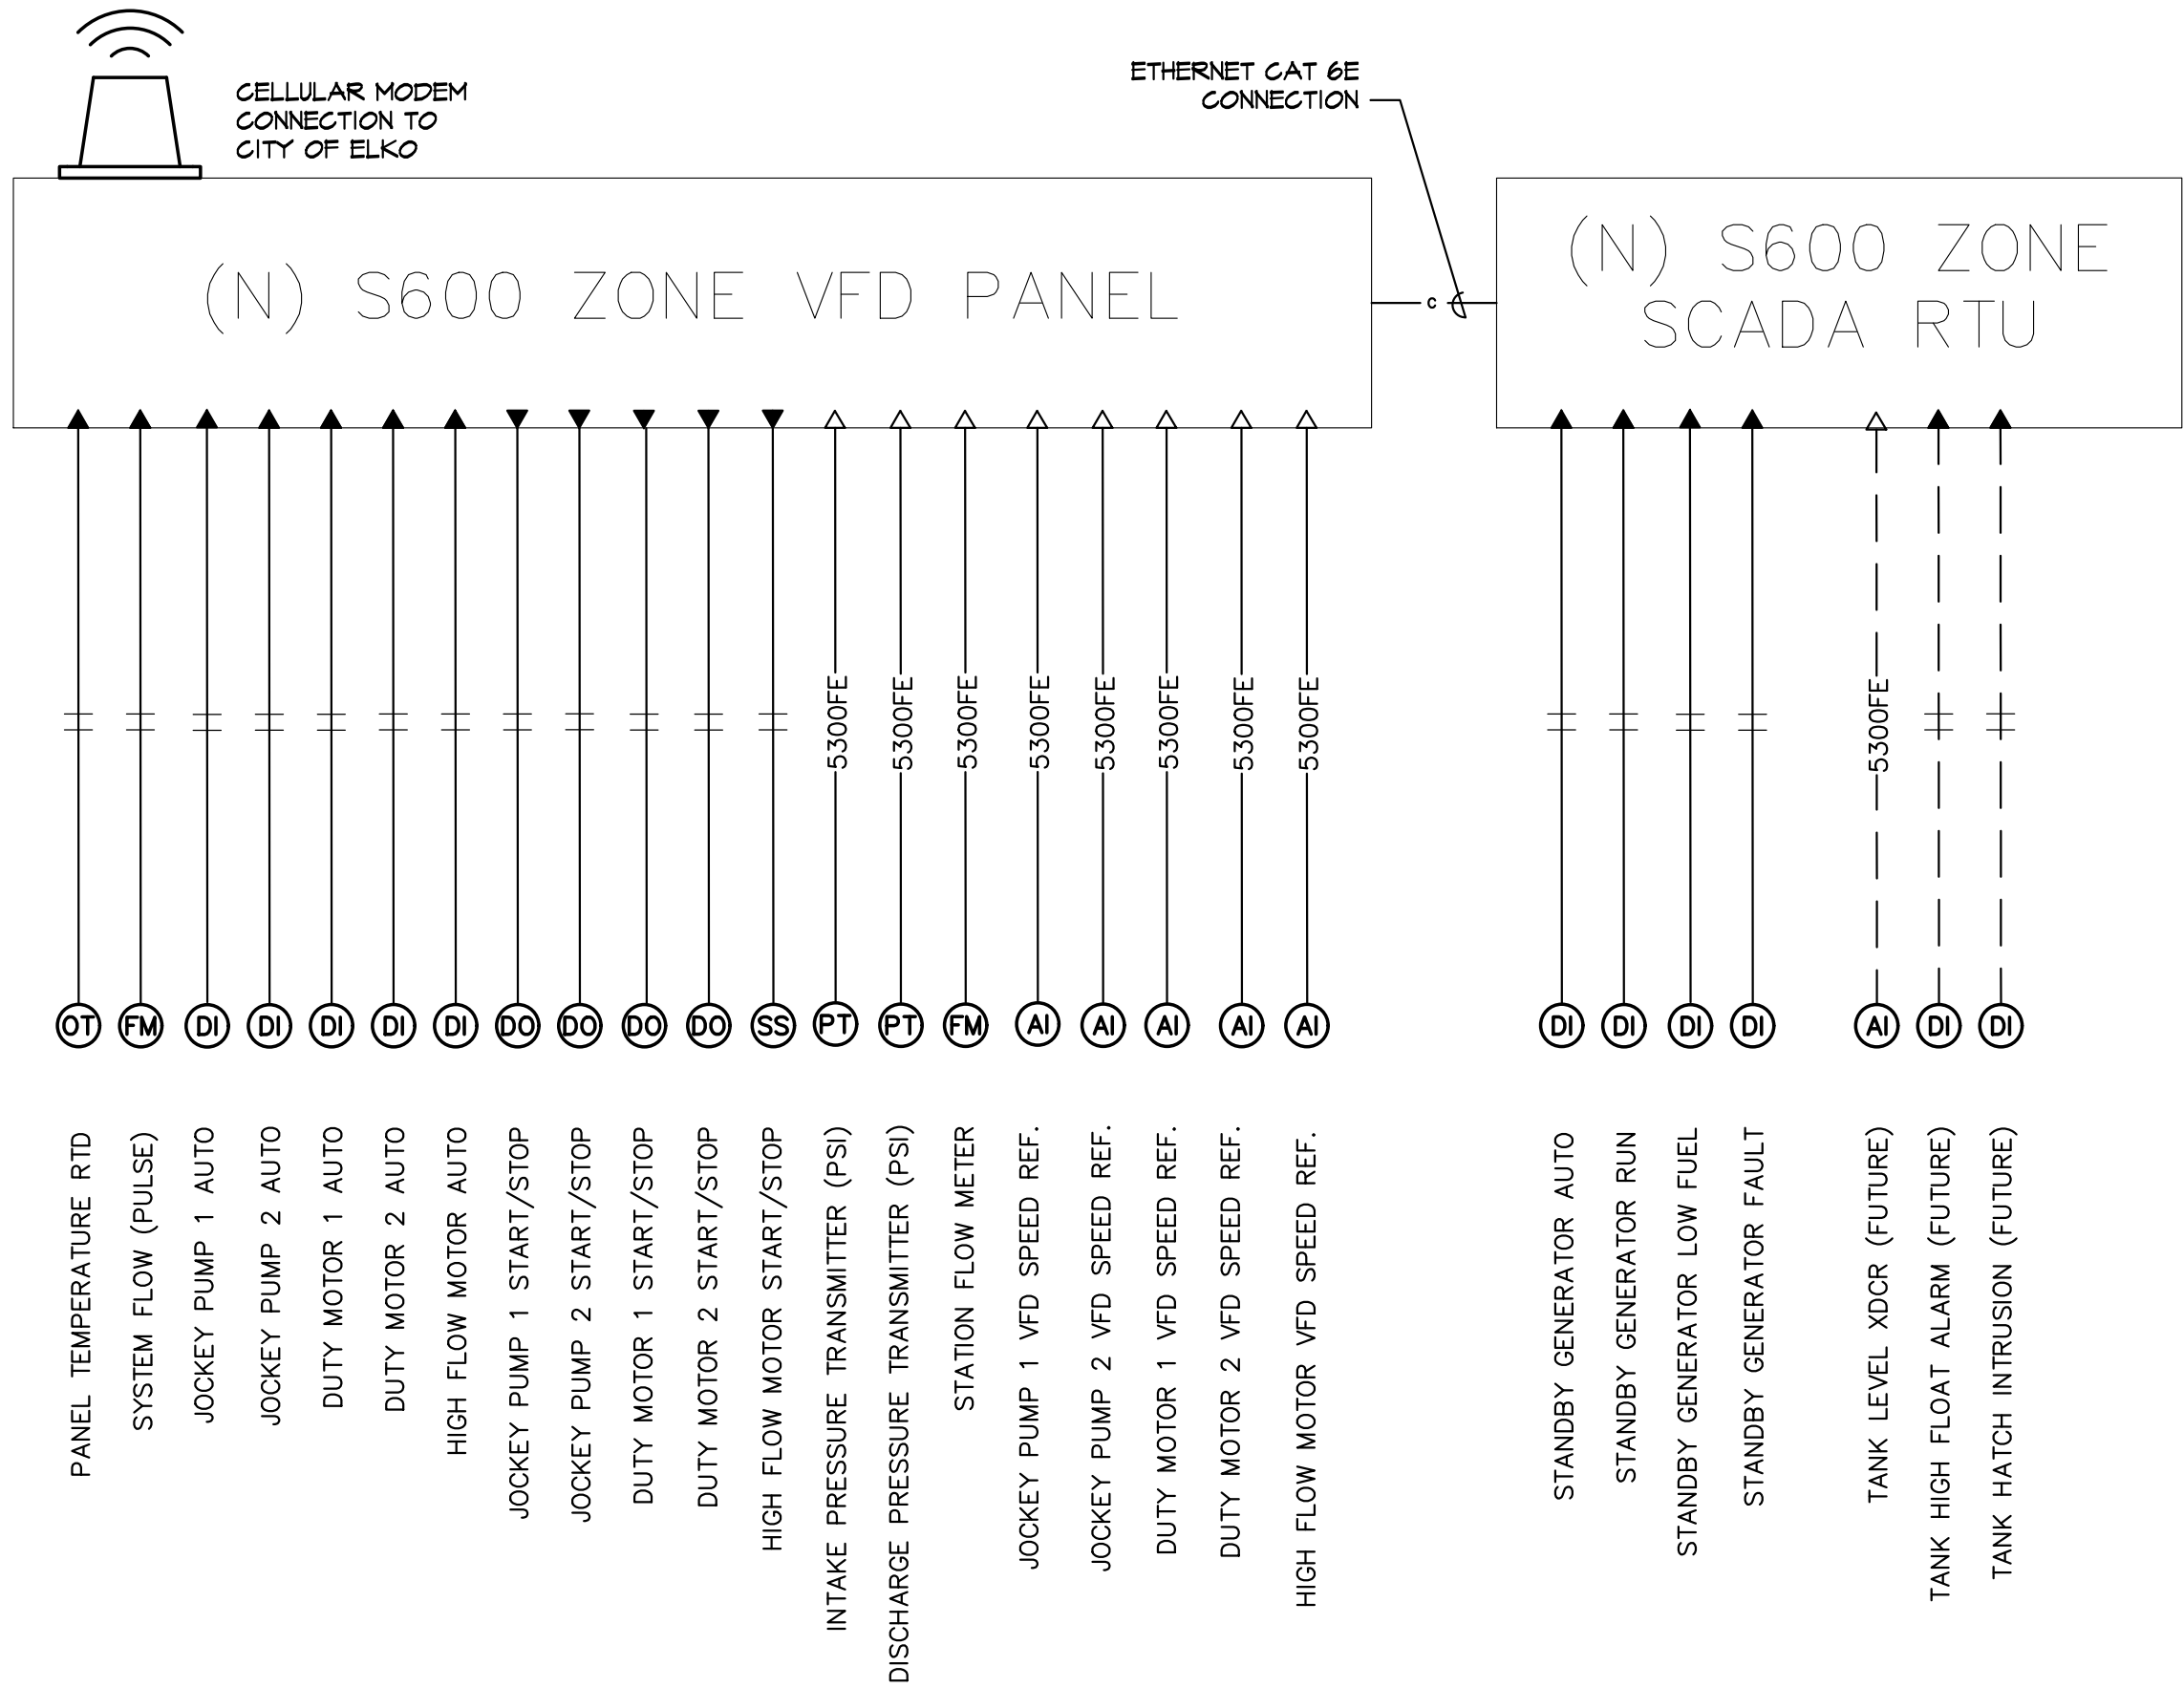 CELLULAR MODEM
CONNECTION TO
CITY OF ELKO
ETHERNET CAT 6E
CONNECTION
(N) S600 ZONE VFD PANEL
C
(N) S600 ZONE
SCADA RTU
5300FE
5300FE
5300FE
5300FE
5300FE
5300FE
5300FE
5300FE
5300FE
OT
FM
DI
DI
DI
DI
DI
DO
DO
DO
DO
SS
PT
PT
FM
AI
AI
AI
AI
AI
DI
DI
DI
DI
AI
DI
DI
PANEL TEMPERATURE RTD
SYSTEM FLOW (PULSE)
JOCKEY PUMP 1 AUTO
JOCKEY PUMP 2 AUTO
DUTY MOTOR 1 AUTO
DUTY MOTOR 2 AUTO
HIGH FLOW MOTOR AUTO
JOCKEY PUMP 1 START/STOP
JOCKEY PUMP 2 START/STOP
DUTY MOTOR 1 START/STOP
DUTY MOTOR 2 START/STOP
HIGH FLOW MOTOR START/STOP
INTAKE PRESSURE TRANSMITTER (PSI)
DISCHARGE PRESSURE TRANSMITTER (PSI)
STATION FLOW METER
JOCKEY PUMP 1 VFD SPEED REF.
JOCKEY PUMP 2 VFD SPEED REF.
DUTY MOTOR 1 VFD SPEED REF.
DUTY MOTOR 2 VFD SPEED REF.
HIGH FLOW MOTOR VFD SPEED REF.
STANDBY GENERATOR AUTO
STANDBY GENERATOR RUN
STANDBY GENERATOR LOW FUEL
STANDBY GENERATOR FAULT
TANK LEVEL XDCR (FUTURE)
TANK HIGH FLOAT ALARM (FUTURE)
TANK HATCH INTRUSION (FUTURE)